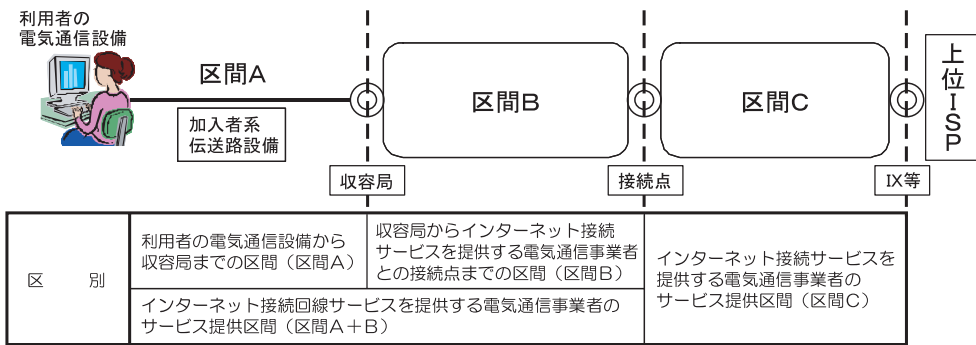 利用者の
電気通信設備
区間A
加入者系
伝送路設備
区間B
区間C
上位ISP
収容局
接続点
IX等
区　別
利用者の電気通信設備から
収容局までの区間（区間A）
収容局からインターネット接続
サービスを提供する電気通信事業者
との接続点までの区間（区間B）
インターネット接続サービスを
提供する電気通信事業者の
サービス提供区間（区間C）
インターネット接続回線サービスを提供する電気通信事業者の
サービス提供区間（区間A＋B）